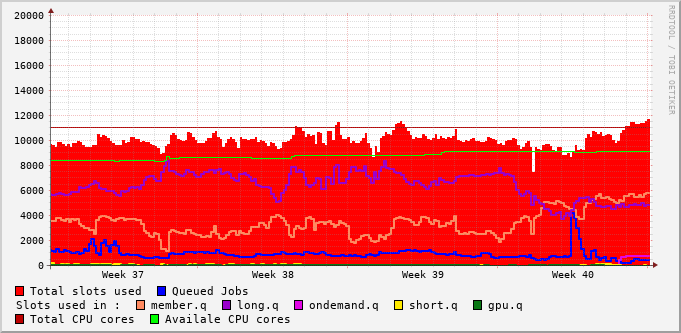 20000
18000
16000
14000
12000
10000
8000
6000
4000
2000
0
Week 37 Week 38 Week 39 Week 40
RRDTOOL / TOBI OETIKER
Total slots used Queued Jobs
Slots used in : member.q long.q ondemand.q short.q gpu.q
Total CPU cores Availale CPU cores